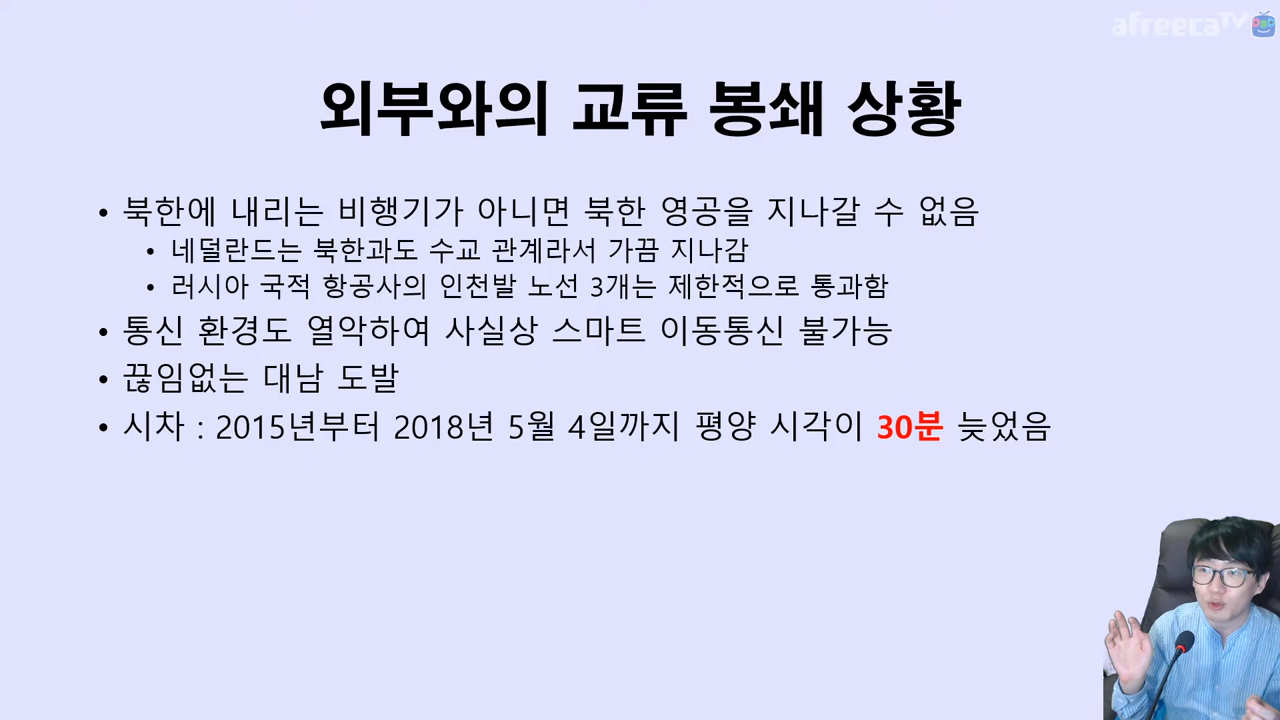 afreecaTV
외부와의 교류 봉쇄 상황
• 북한에 내리는 비행기가 아니면 북한 영공을 지나갈 수 없음
• 네덜란드는 북한과도 수교 관계라서 가끔 지나감
• 러시아 국적 항공사의 인천발 노선 3개는 제한적으로 통과함
• 통신 환경도 열악하여 사실상 스마트 이동통신 불가능
• 끊임없는 대남 도발
• 시차 : 2015년부터 2018년 5월 4일까지 평양 시각이 30분 늦었음